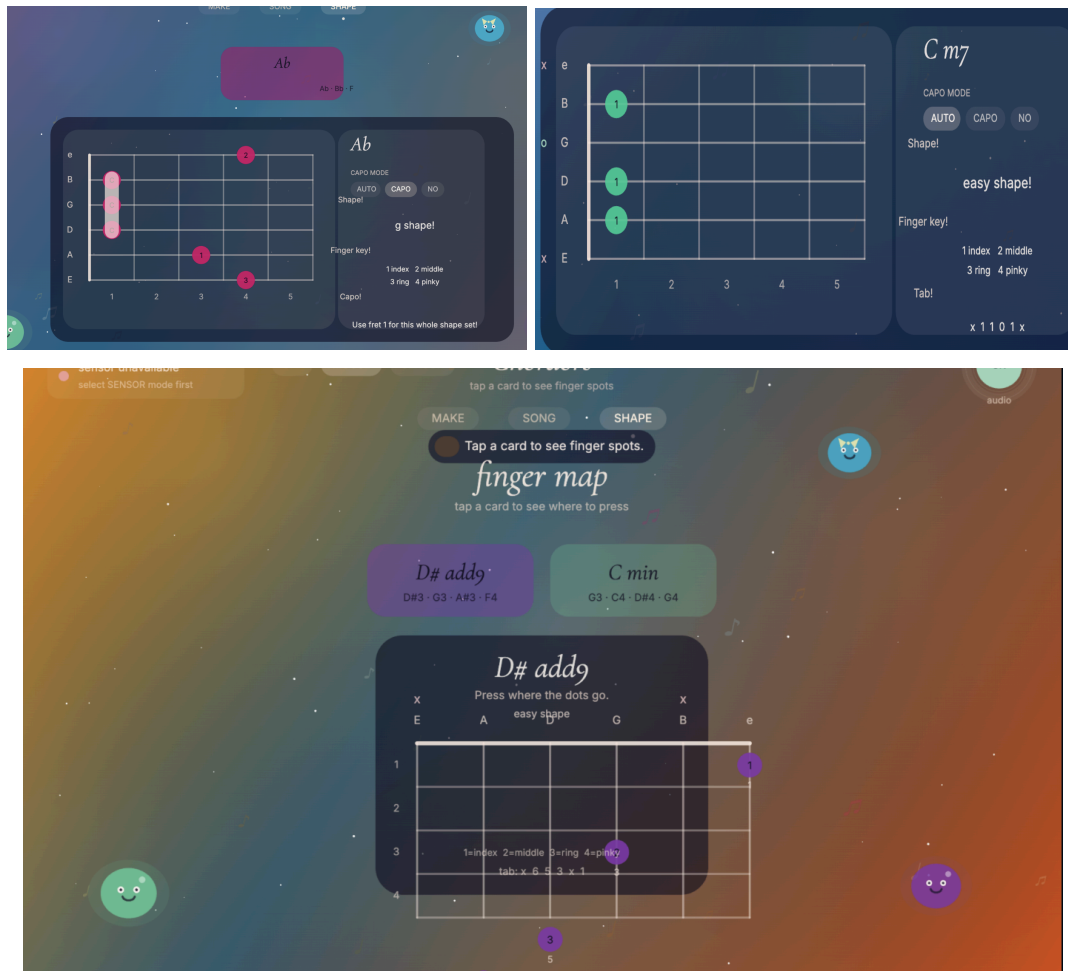 MAKE SONG SHAPE
Ab
Ab · Bb · F
e
B
G
D
A
E
2
1
3
1 2 3 4 5
Ab
CAPO MODE
AUTO CAPO NO
Shape!
g shape!
Finger key!
1 index 2 middle
3 ring 4 pinky
Capo!
Use fret 1 for this whole shape set!
x e
B 1
o G
D 1
A 1
x E
1 2 3 4 5
C m7
CAPO MODE
AUTO CAPO NO
Shape!
easy shape!
Finger key!
1 index 2 middle
3 ring 4 pinky
Tab!
x 1 1 0 1 x
sensor unavailable
select SENSOR mode first
Chorders
tap a card to see finger spots
audio
MAKE SONG SHAPE
Tap a card to see finger spots.
finger map
tap a card to see where to press
D# add9
D#3 · G3 · A#3 · F4
C min
G3 · C4 · D#4 · G4
D# add9
Press where the dots go.
x x
easy shape
E A D G B e
1 1
1
2
3
1=index 2=middle 3=ring 4=pinky
tab: x 6 5 3 x 1
3
4
3
5